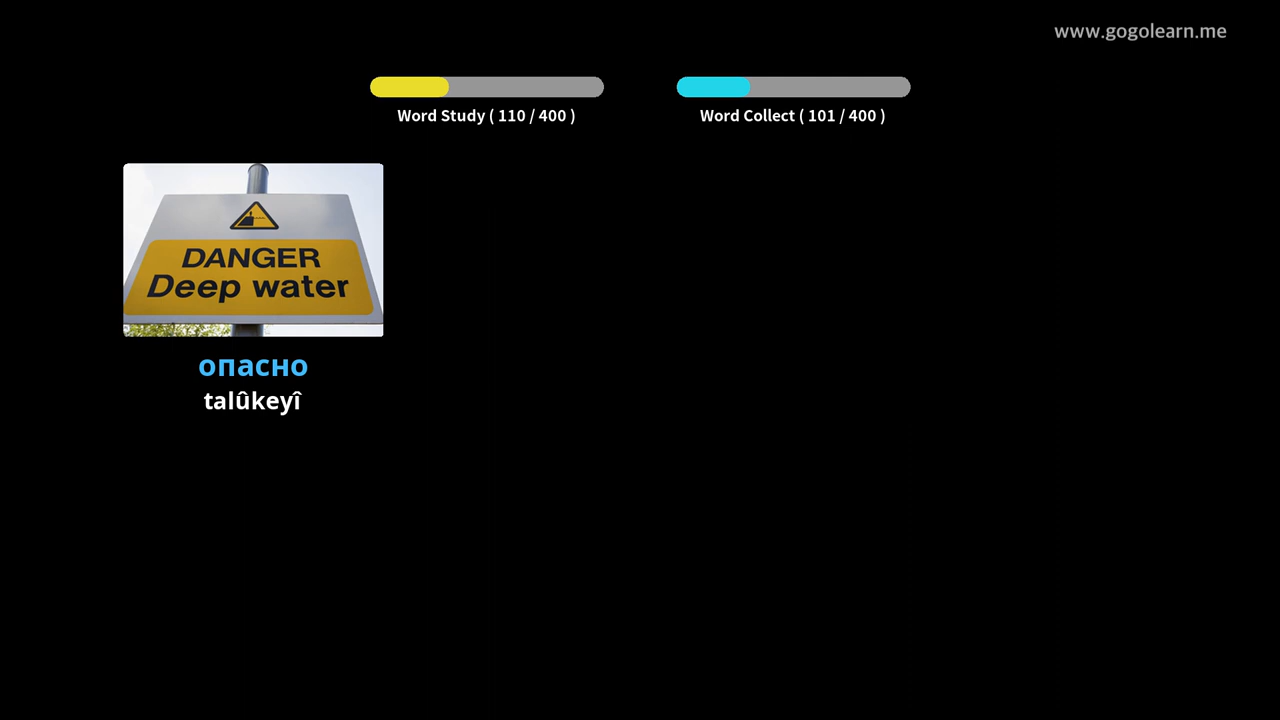 www.gogolearn.me
Word Study ( 110 / 400 )
Word Collect ( 101 / 400 )
DANGER
Deep water
опасно
talûkeyî